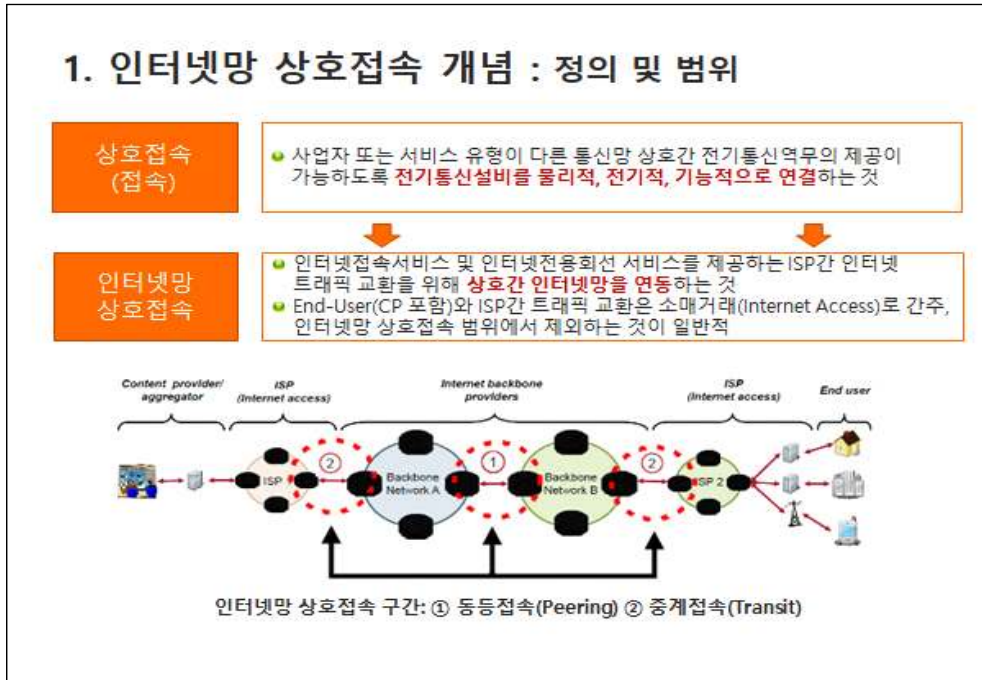 1. 인터넷망 상호접속 개념 : 정의 및 범위
상호접속
(접속)
사업자 또는 서비스 유형이 다른 통신망 상호간 전기통신역무의 제공이
가능하도록 전기통신설비를 물리적, 전기적, 기능적으로 연결하는 것
인터넷망
상호접속
인터넷접속서비스 및 인터넷전용회선 서비스를 제공하는 ISP간 인터넷
트래픽 교환을 위해 상호간 인터넷망을 연동하는 것
End-User(CP 포함)와 ISP간 트래픽 교환은 소매거래(Internet Access)로 간주,
인터넷망 상호접속 범위에서 제외하는 것이 일반적
Content provider/
aggregator
ISP
(Internet access)
Internet backbone
providers
ISP
(Internet access)
End user
ISP
②
Backbone
Network A
①
Backbone
Network B
②
ISP 2
인터넷망 상호접속 구간: ① 동등접속(Peering) ② 중계접속(Transit)